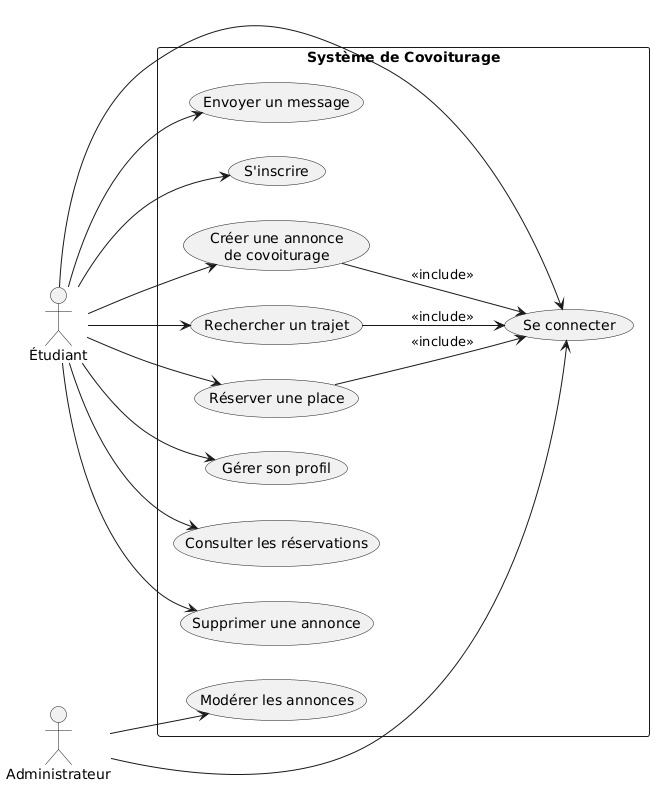 Système de Covoiturage
Envoyer un message
S'inscrire
Créer une annonce
de covoiturage
«include»
Étudiant
Rechercher un trajet
«include»
Se connecter
«include»
Réserver une place
Gérer son profil
Consulter les réservations
Supprimer une annonce
Modérer les annonces
Administrateur